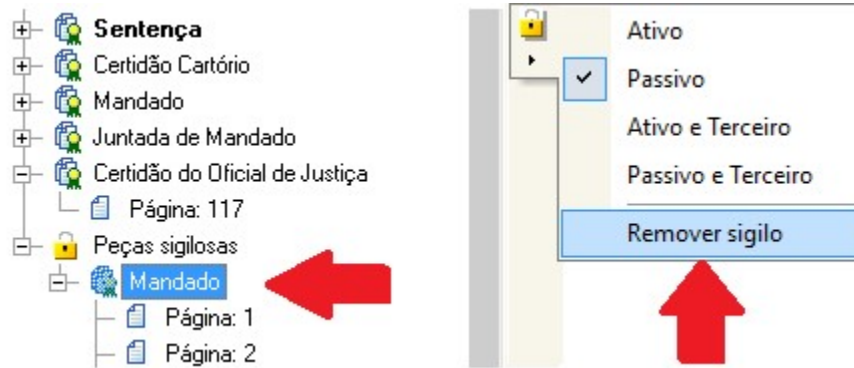 Sentença
Certidão Cartório
Mandado
Juntada de Mandado
Certidão do Oficial de Justiça
Página: 117
Peças sigilosas
Mandado
Página: 1
Página: 2
Ativo
Passivo
Ativo e Terceiro
Passivo e Terceiro
Remover sigilo